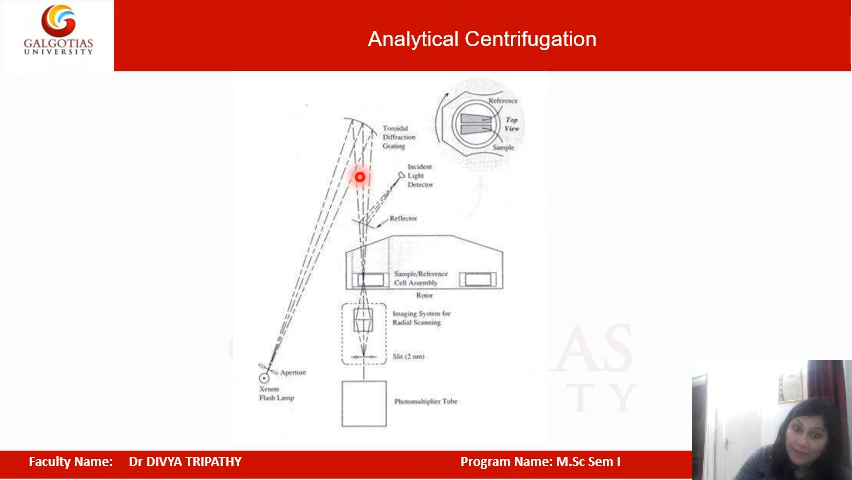 GALGOTIAS
UNIVERSITY
Analytical Centrifugation
Reference
Top
View
Sample
Toroidal
Diffraction
Grating
Incident
Light
Detector
Reflector
Sample/Reference
Cell Assembly
Rotor
Imaging System for
Radial Scanning
Slit (2 nm)
Aperture
Xenon
Flash Lamp
Photomultiplier Tube
Faculty Name: Dr DIVYA TRIPATHY
Program Name: M.Sc Sem I